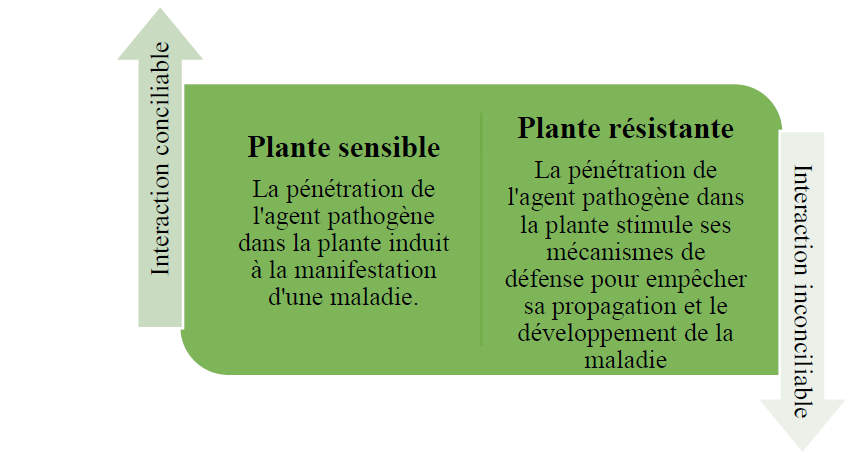 Interaction conciliable
Plante sensible
La pénétration de
l'agent pathogène
dans la plante induit
à la manifestation
d'une maladie.
Plante résistante
La pénétration de
l'agent pathogène dans
la plante stimule ses
mécanismes de
défense pour empêcher
sa propagation et le
développement de la
maladie
Interaction inconciliable